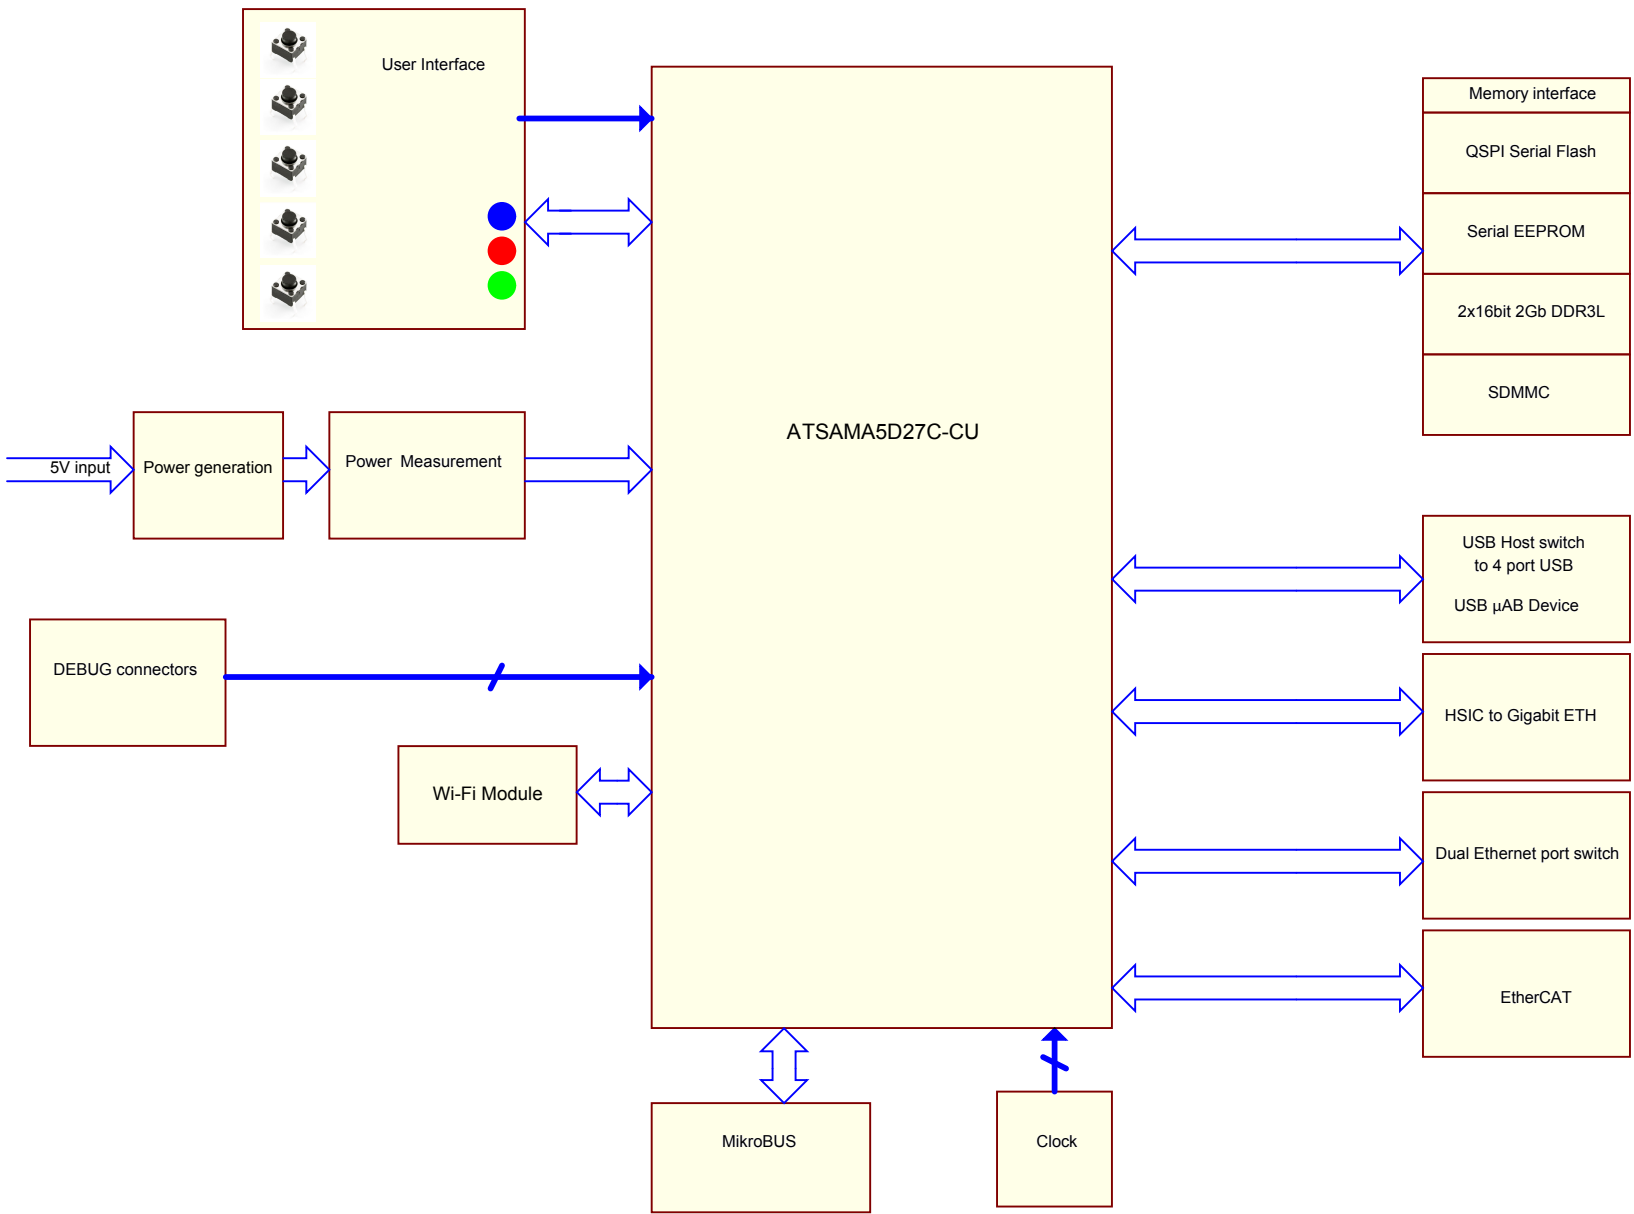 User Interface
Memory interface
QSPI Serial Flash
Serial EEPROM
2x16bit 2Gb DDR3L
SDMMC
ATSAMA5D27C-CU
5V input
Power generation
Power  Measurement
USB Host switch
to 4 port USB
USB µAB Device
DEBUG connectors
HSIC to Gigabit ETH
Wi-Fi Module
Dual Ethernet port switch
EtherCAT
MikroBUS
Clock